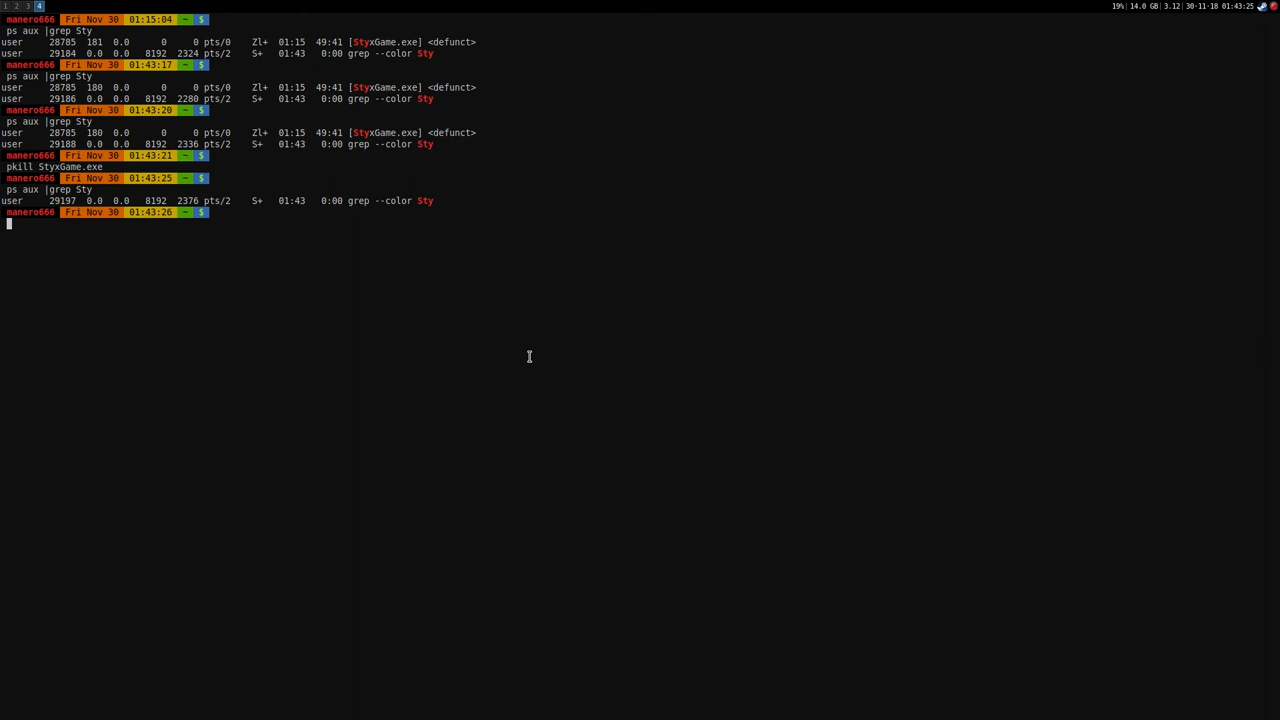 1 2 3 4 19% | 14.0 GB | 3.12 | 30-11-18 01:43:25
manero666 Fri Nov 30 01:15:04 ~ $
ps aux |grep Sty
user 28785 181 0.0 0 0 pts/0 Zl+ 01:15 49:41 [StyxGame.exe] <defunct>
user 29184 0.0 0.0 8192 2324 pts/2 S+ 01:43 0:00 grep --color Sty
manero666 Fri Nov 30 01:43:17 ~ $
ps aux |grep Sty
user 28785 180 0.0 0 0 pts/0 Zl+ 01:15 49:41 [StyxGame.exe] <defunct>
user 29186 0.0 0.0 8192 2280 pts/2 S+ 01:43 0:00 grep --color Sty
manero666 Fri Nov 30 01:43:20 ~ $
ps aux |grep Sty
user 28785 180 0.0 0 0 pts/0 Zl+ 01:15 49:41 [StyxGame.exe] <defunct>
user 29188 0.0 0.0 8192 2336 pts/2 S+ 01:43 0:00 grep --color Sty
manero666 Fri Nov 30 01:43:21 ~ $
pkill StyxGame.exe
manero666 Fri Nov 30 01:43:25 ~ $
ps aux |grep Sty
user 29197 0.0 0.0 8192 2376 pts/2 S+ 01:43 0:00 grep --color Sty
manero666 Fri Nov 30 01:43:26 ~ $